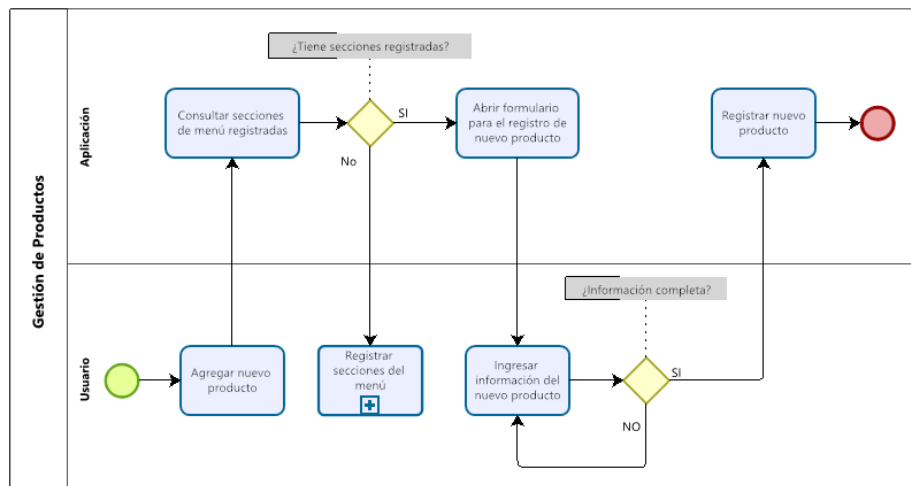 Gestión de Productos
Aplicación
¿Tiene secciones registradas?
Consultar secciones
de menú registradas
SI
No
Abrir formulario
para el registro de
nuevo producto
Registrar nuevo
producto
Usuario
¿Información completa?
Agregar nuevo
producto
Registrar
secciones del
menú
Ingresar
información del
nuevo producto
SI
NO